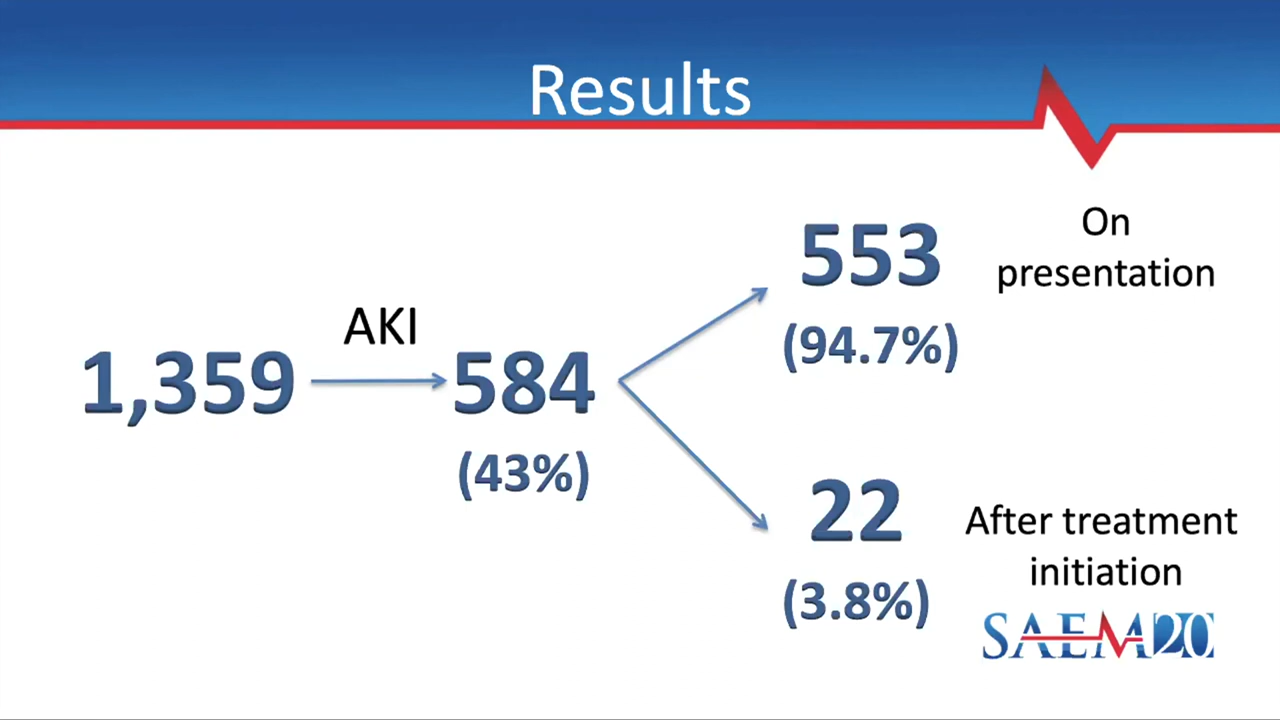 Results
1,359
AKI
584
(43%)
553
(94.7%)
On
presentation
22
(3.8%)
After treatment
initiation
SAEM20